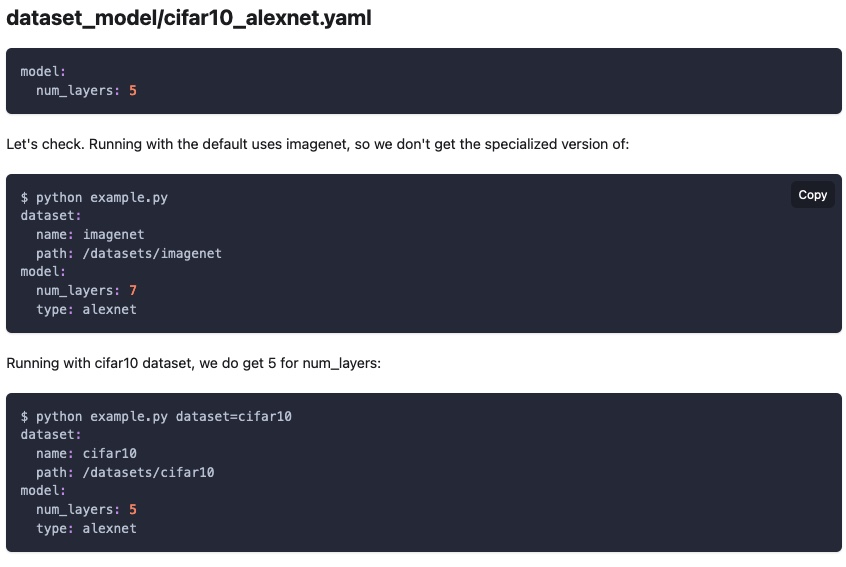 dataset_model/cifar10_alexnet.yaml
model:
  num_layers: 5
Let's check. Running with the default uses imagenet, so we don't get the specialized version of:
Copy
$ python example.py
dataset:
  name: imagenet
  path: /datasets/imagenet
model:
  num_layers: 7
  type: alexnet
Running with cifar10 dataset, we do get 5 for num_layers:
$ python example.py dataset=cifar10
dataset:
  name: cifar10
  path: /datasets/cifar10
model:
  num_layers: 5
  type: alexnet